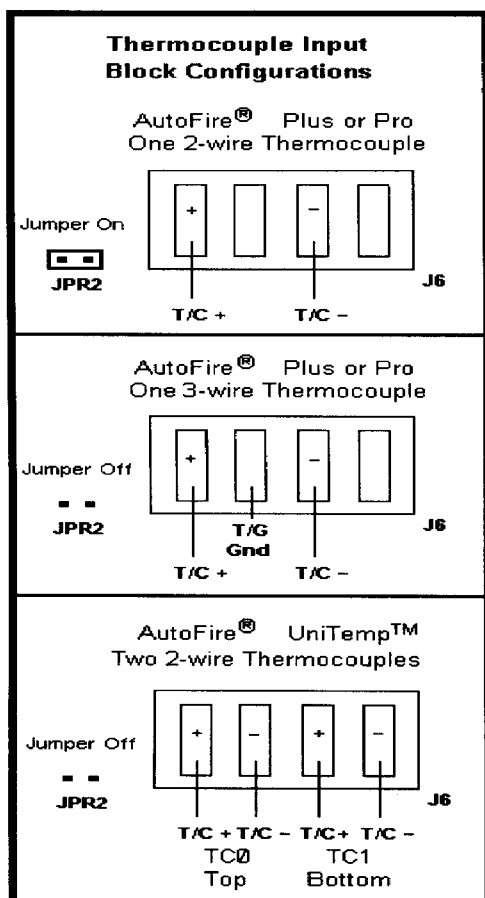 Thermocouple Input
Block Configurations
AutoFire® Plus or Pro
One 2-wire Thermocouple
Jumper On
+ −
JPR2
J6
T/C + T/C −
AutoFire® Plus or Pro
One 3-wire Thermocouple
Jumper Off
+ −
JPR2
T/G
Gnd
J6
T/C + T/C −
AutoFire® UniTemp™
Two 2-wire Thermocouples
Jumper Off
+ − + −
JPR2
J6
T/C + T/C − T/C+ T/C −
TC0 TC1
Top Bottom